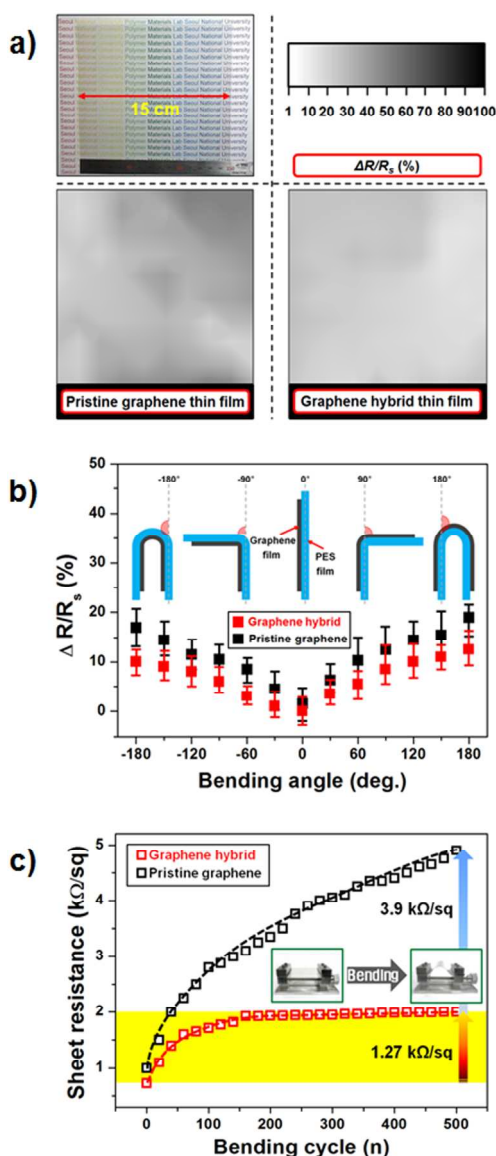 a)
Seoul National University Polymer Materials Lab Seoul National University
15 cm
1 10 20 30 40 50 60 70 80 90 100
ΔR/Rs (%)
Pristine graphene thin film
Graphene hybrid thin film
b)
Δ R/Rs (%)
50
40
30
20
10
0
-180° -90° 0° 90° 180°
Graphene film
PES film
Graphene hybrid
Pristine graphene
-180 -120 -60 0 60 120 180
Bending angle (deg.)
c)
Sheet resistance (kΩ/sq)
5
4
3
2
1
Graphene hybrid
Pristine graphene
3.9 kΩ/sq
Bending
1.27 kΩ/sq
0 100 200 300 400 500
Bending cycle (n)